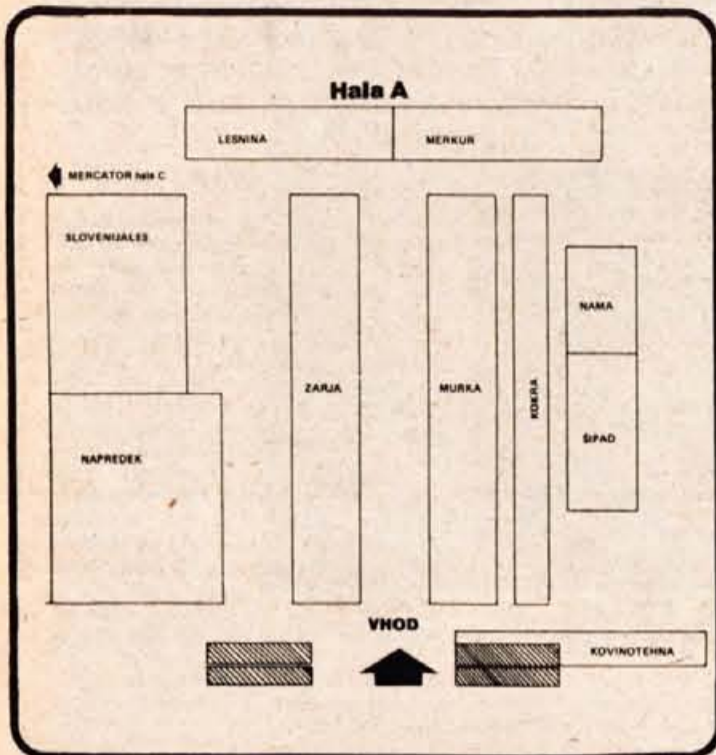 Hala A
LESNINA
MERKUR
MERCATOR hala C
SLOVENIJALES
NAMA
ZARJA
MURKA
KOKRA
ŠIPAD
NAPREDEK
VHOD
KOVINOTEHNA